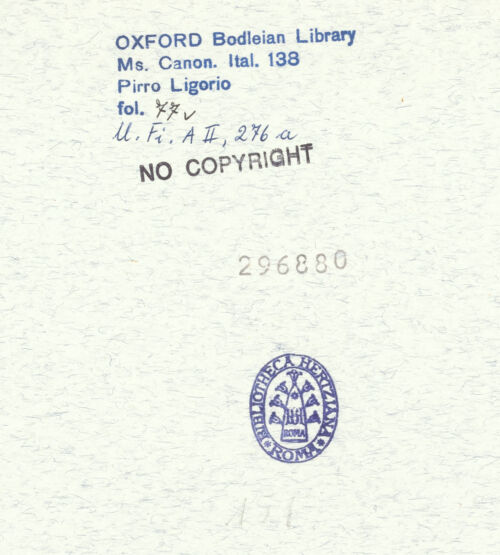 OXFORD Bodleian Library
Ms. Canon. Ital. 138
Pirro Ligorio
fol. 77v
U. Fi. A II, 276 a
NO COPYRIGHT
296880
BIBLIOTHECA HERTZIANA
ROMA
ROMA